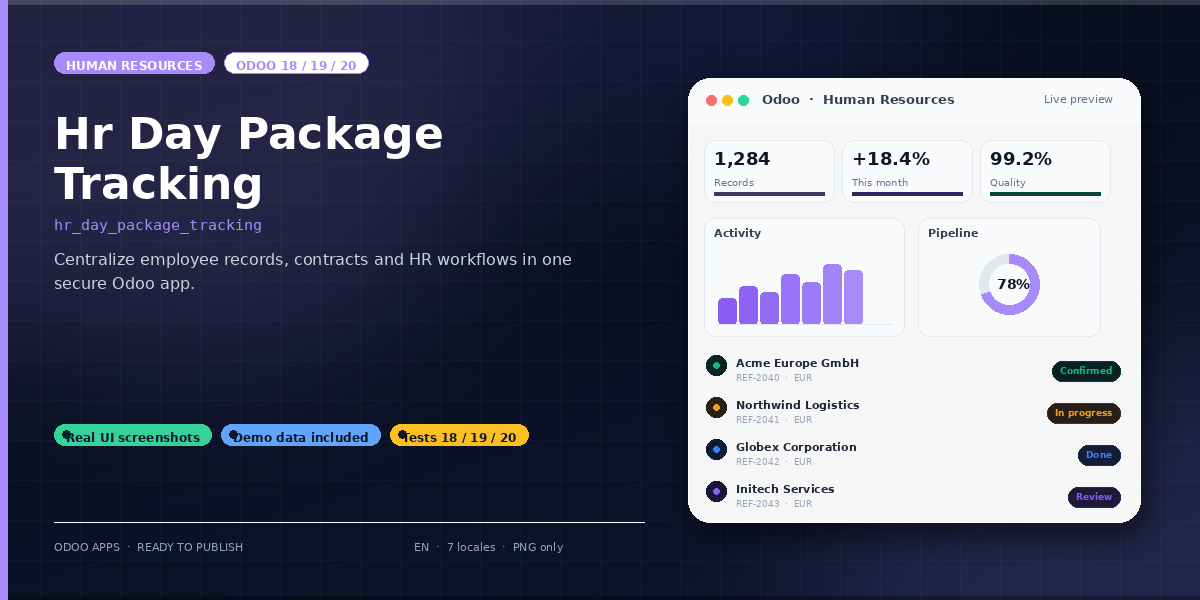 HUMAN RESOURCES
ODOO 18 / 19 / 20
Hr Day Package
Tracking
hr_day_package_tracking
Centralize employee records, contracts and HR workflows in one
secure Odoo app.
Real UI screenshots
Demo data included
Tests 18 / 19 / 20
ODOO APPS · READY TO PUBLISH
EN · 7 locales · PNG only
Odoo · Human Resources
Live preview
1,284
Records
+18.4%
This month
99.2%
Quality
Activity
Pipeline
78%
Acme Europe GmbH
REF-2040 · EUR
Confirmed
Northwind Logistics
REF-2041 · EUR
In progress
Globex Corporation
REF-2042 · EUR
Done
Initech Services
REF-2043 · EUR
Review